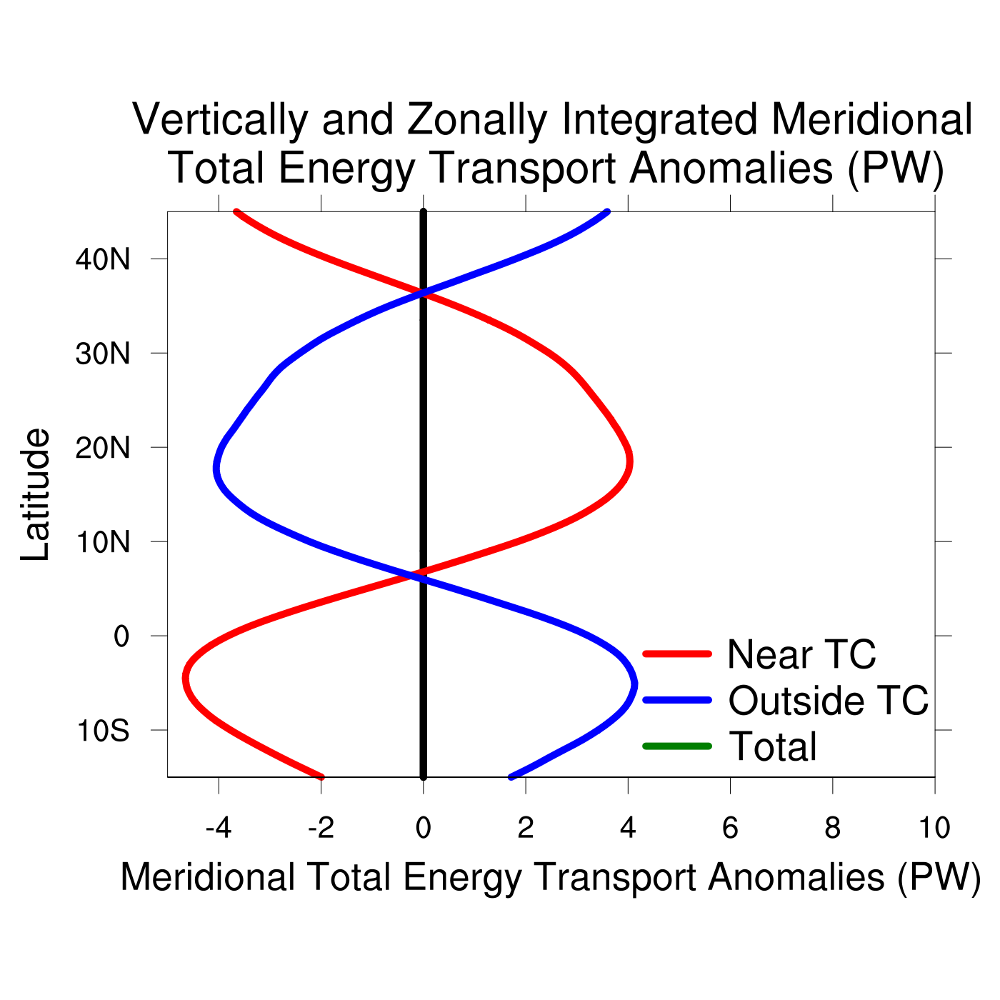 Vertically and Zonally Integrated Meridional
Total Energy Transport Anomalies (PW)
40N
30N
20N
10N
0
10S
Latitude
Near TC
Outside TC
Total
-4 -2 0 2 4 6 8 10
Meridional Total Energy Transport Anomalies (PW)